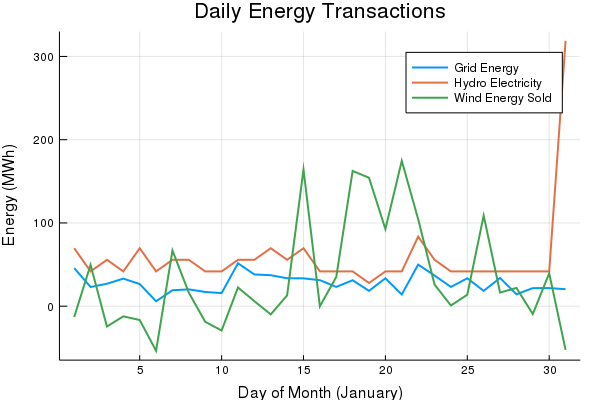 Daily Energy Transactions
Energy (MWh)
300
200
100
0
Grid Energy
Hydro Electricity
Wind Energy Sold
5
10
15
20
25
30
Day of Month (January)